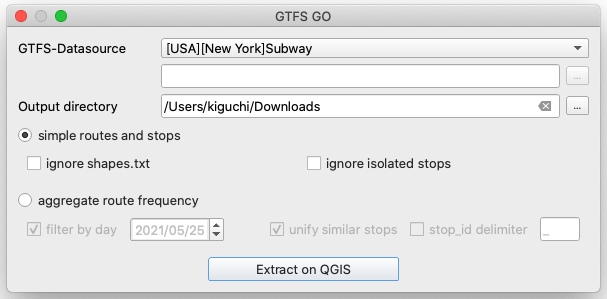 GTFS GO
GTFS-Datasource [USA][New York]Subway
...
Output directory /Users/kiguchi/Downloads ...
simple routes and stops
ignore shapes.txt ignore isolated stops
aggregate route frequency
filter by day 2021/05/25 unify similar stops stop_id delimiter _
Extract on QGIS